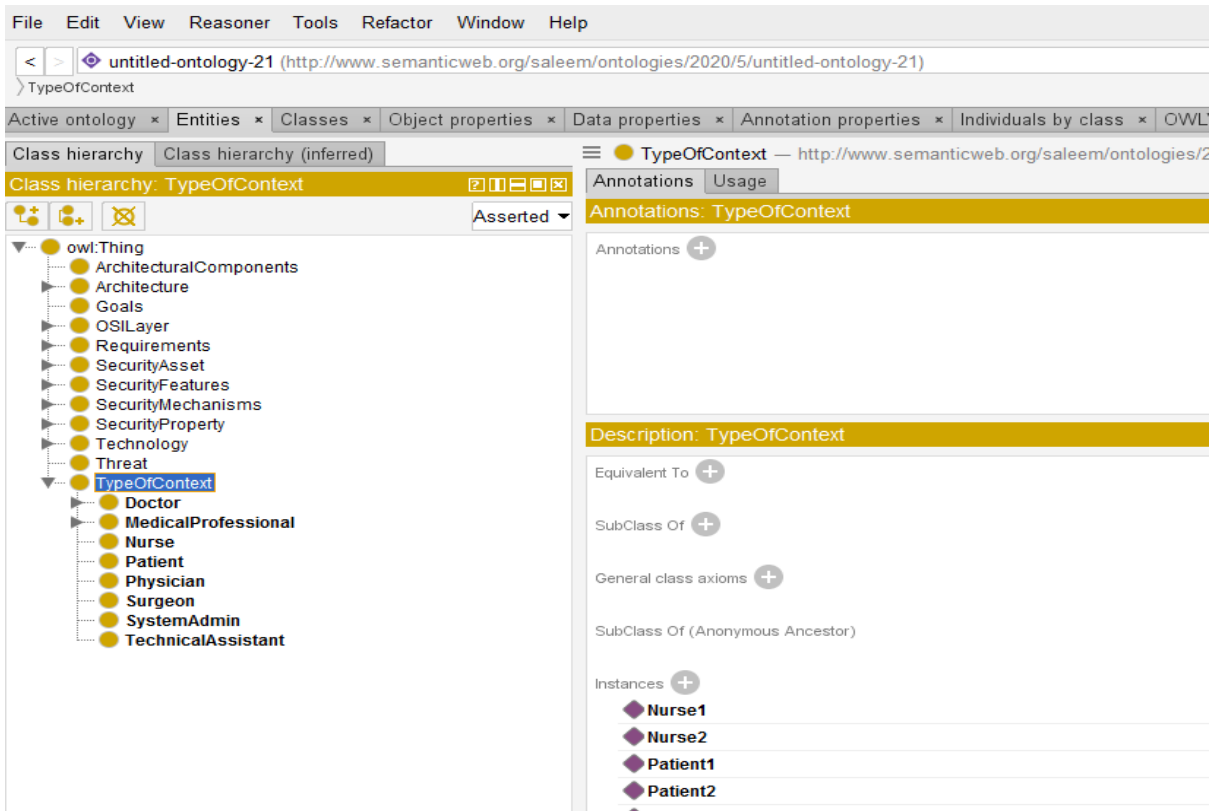 File Edit View Reasoner Tools Refactor Window Help
< > untitled-ontology-21 (http://www.semanticweb.org/saleem/ontologies/2020/5/untitled-ontology-21)
TypeOfContext
Active ontology × Entities × Classes × Object properties × Data properties × Annotation properties × Individuals by class × OWL
Class hierarchy Class hierarchy (inferred)
Class hierarchy: TypeOfContext
Asserted
owl:Thing
ArchitecturalComponents
Architecture
Goals
OSILayer
Requirements
SecurityAsset
SecurityFeatures
SecurityMechanisms
SecurityProperty
Technology
Threat
TypeOfContext
Doctor
MedicalProfessional
Nurse
Patient
Physician
Surgeon
SystemAdmin
TechnicalAssistant
TypeOfContext — http://www.semanticweb.org/saleem/ontologies/2
Annotations Usage
Annotations: TypeOfContext
Annotations
Description: TypeOfContext
Equivalent To
SubClass Of
General class axioms
SubClass Of (Anonymous Ancestor)
Instances
Nurse1
Nurse2
Patient1
Patient2